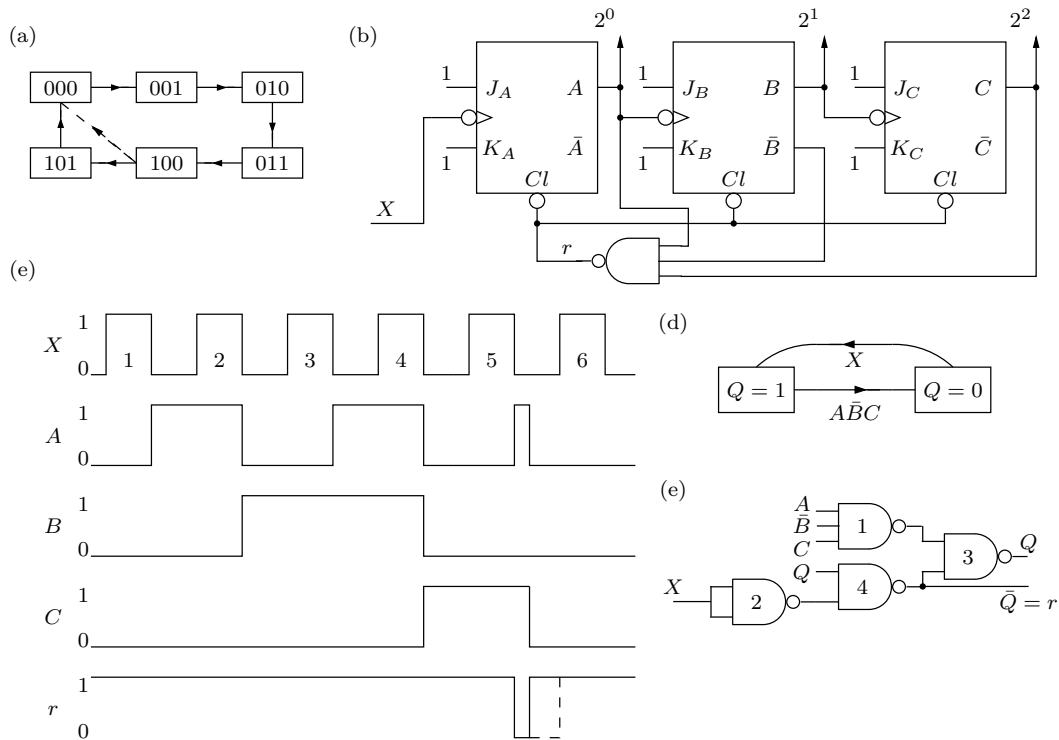 (a)
000 001 010
101 100 011
(b)
2⁰ 2¹ 2²
1 J_A A 1 J_B B 1 J_C C
1 K_A Ā 1 K_B B̄ 1 K_C C̄
Cl Cl Cl
X
r
(e)
X 1 0 1 2 3 4 5 6
A 1 0
B 1 0
C 1 0
r 1 0
(d)
X
Q = 1 Q = 0
AB̄C
(e)
A
B̄ 1
C 3 Q
Q
X 2 4
Q̄ = r